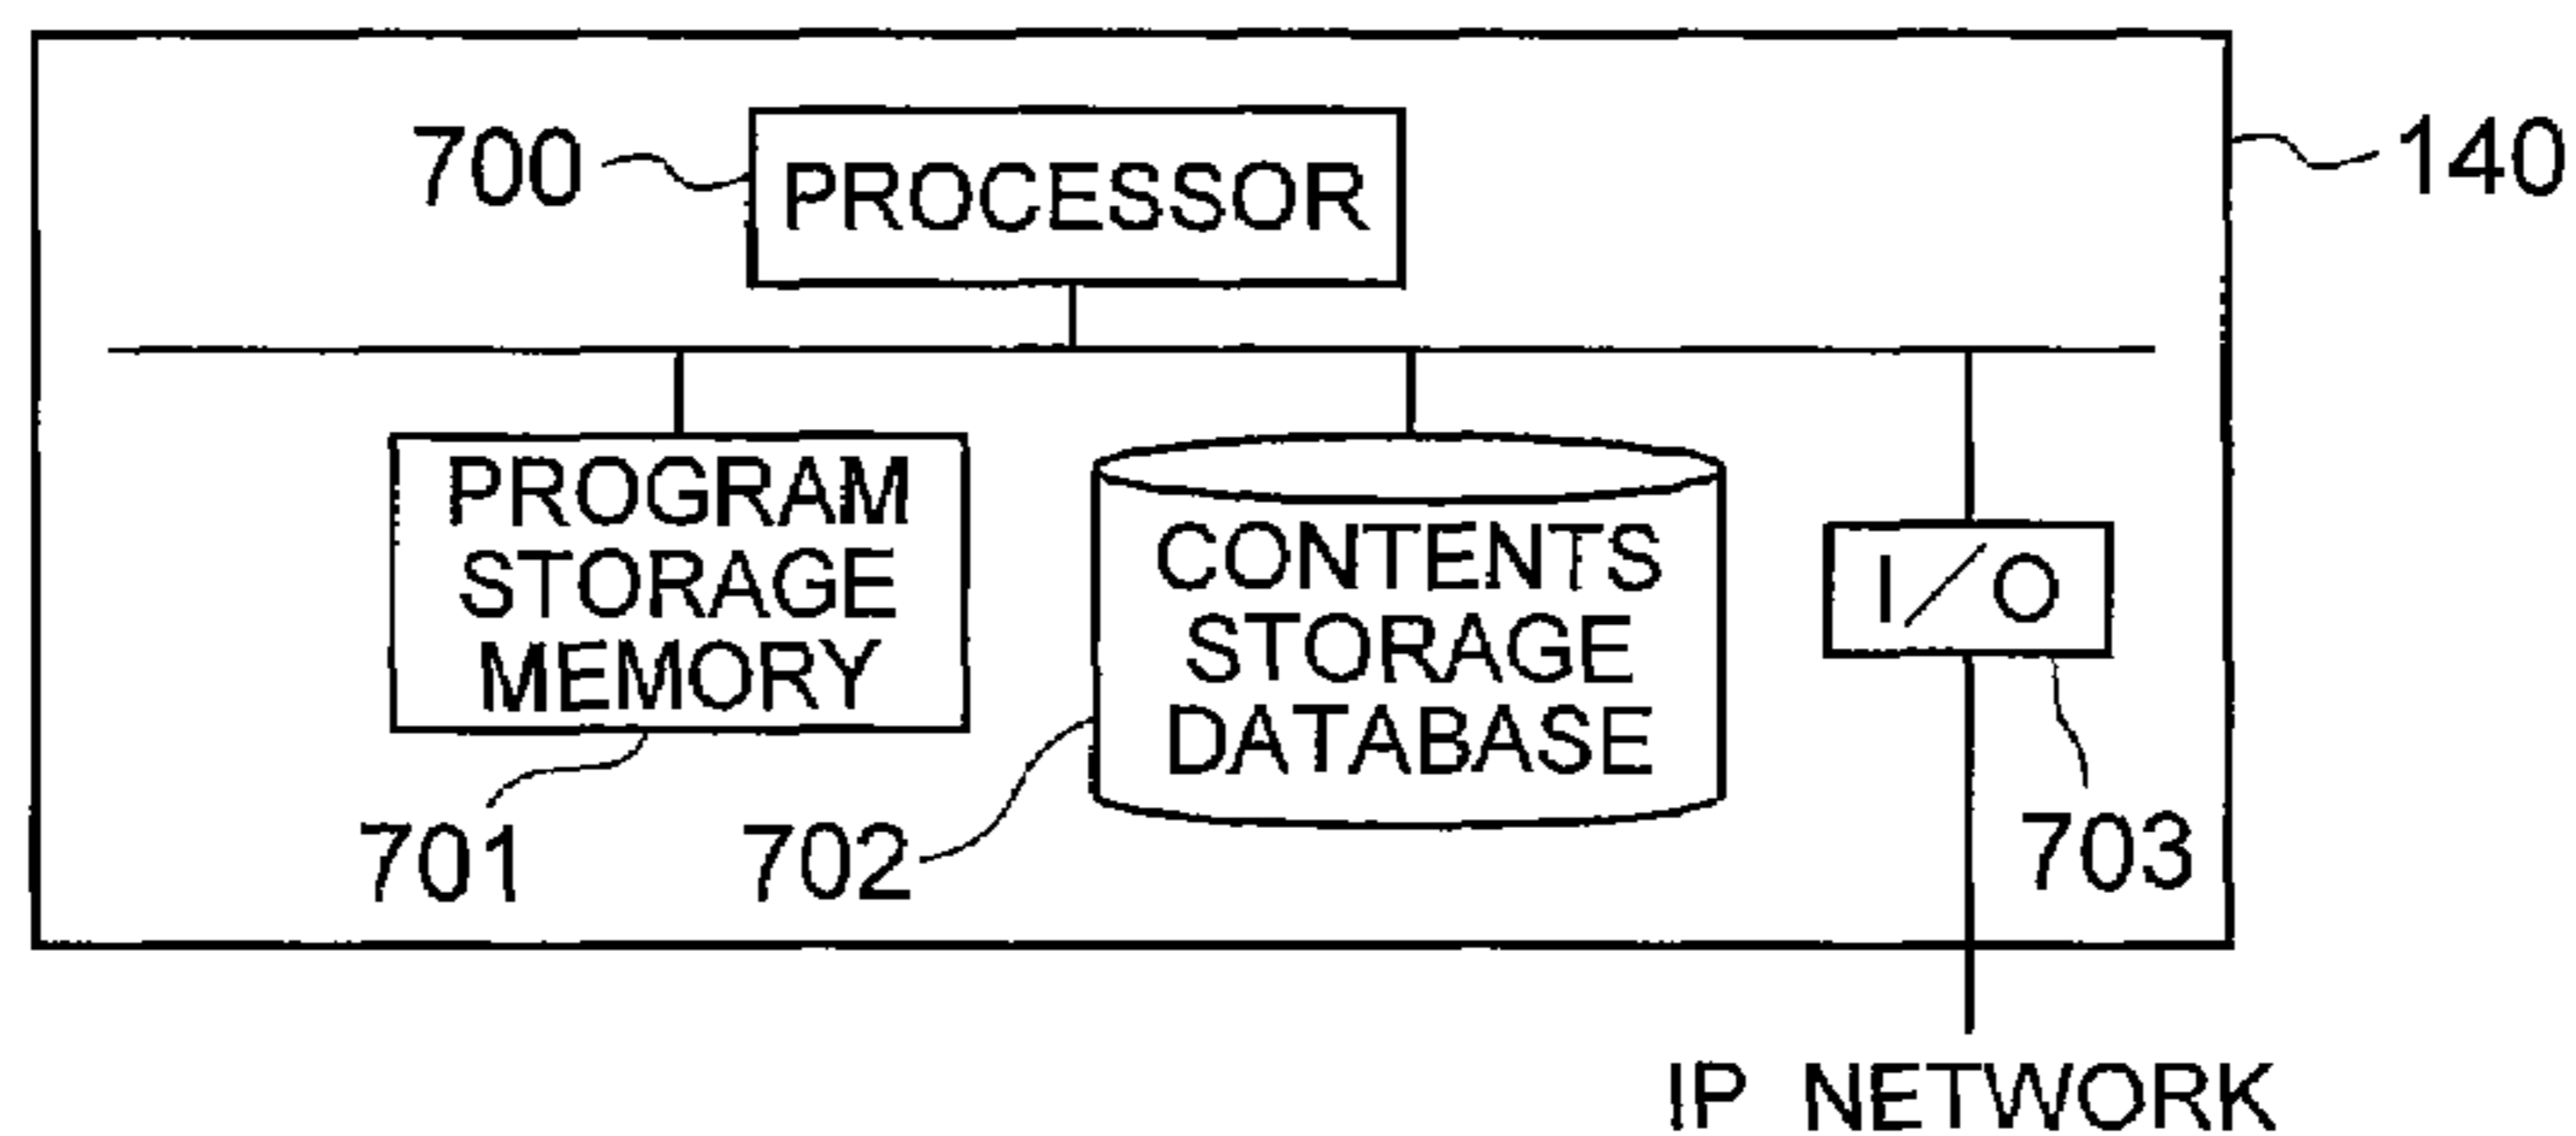 700
PROCESSOR
140
PROGRAM
STORAGE
MEMORY
CONTENTS
STORAGE
DATABASE
I/O
701
702
703
IP NETWORK